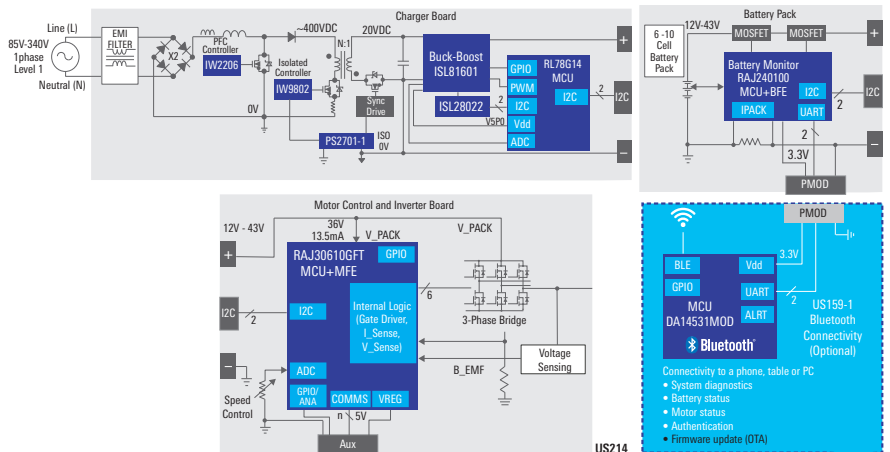 Charger Board
Line (L)
85V-340V
1phase
Level 1
Neutral (N)
EMI
FILTER
X2
PFC
Controller
IW2206
~400VDC
Isolated
Controller
IW9802
0V
N:1
20VDC
Sync
Drive
PS2701-1
ISO
0V
Buck-Boost
ISL81601
ISL28022
2
V5P0
RL78G14
MCU
GPIO
PWM
I2C
Vdd
ADC
I2C
2
I2C
+
−
Battery Pack
12V-43V
6 -10
Cell
Battery
Pack
MOSFET
MOSFET
Battery Monitor
RAJ240100
MCU+BFE
I2C
IPACK
UART
2
I2C
2
3.3V
PMOD
+
−
Motor Control and Inverter Board
12V - 43V
36V
13.5mA
V_PACK
V_PACK
+
RAJ30610GFT
MCU+MFE
GPIO
I2C
2
I2C
Internal Logic
(Gate Driver,
I_Sense,
V_Sense)
6
3-Phase Bridge
−
ADC
Speed
Control
GPIO/
ANA
COMMS
VREG
B_EMF
Voltage
Sensing
n
5V
Aux
US214
PMOD
3.3V
BLE
Vdd
GPIO
UART
2
MCU
DA14531MOD
ALRT
Bluetooth®
US159-1
Bluetooth
Connectivity
(Optional)
Connectivity to a phone, table or PC
• System diagnostics
• Battery status
• Motor status
• Authentication
• Firmware update (OTA)